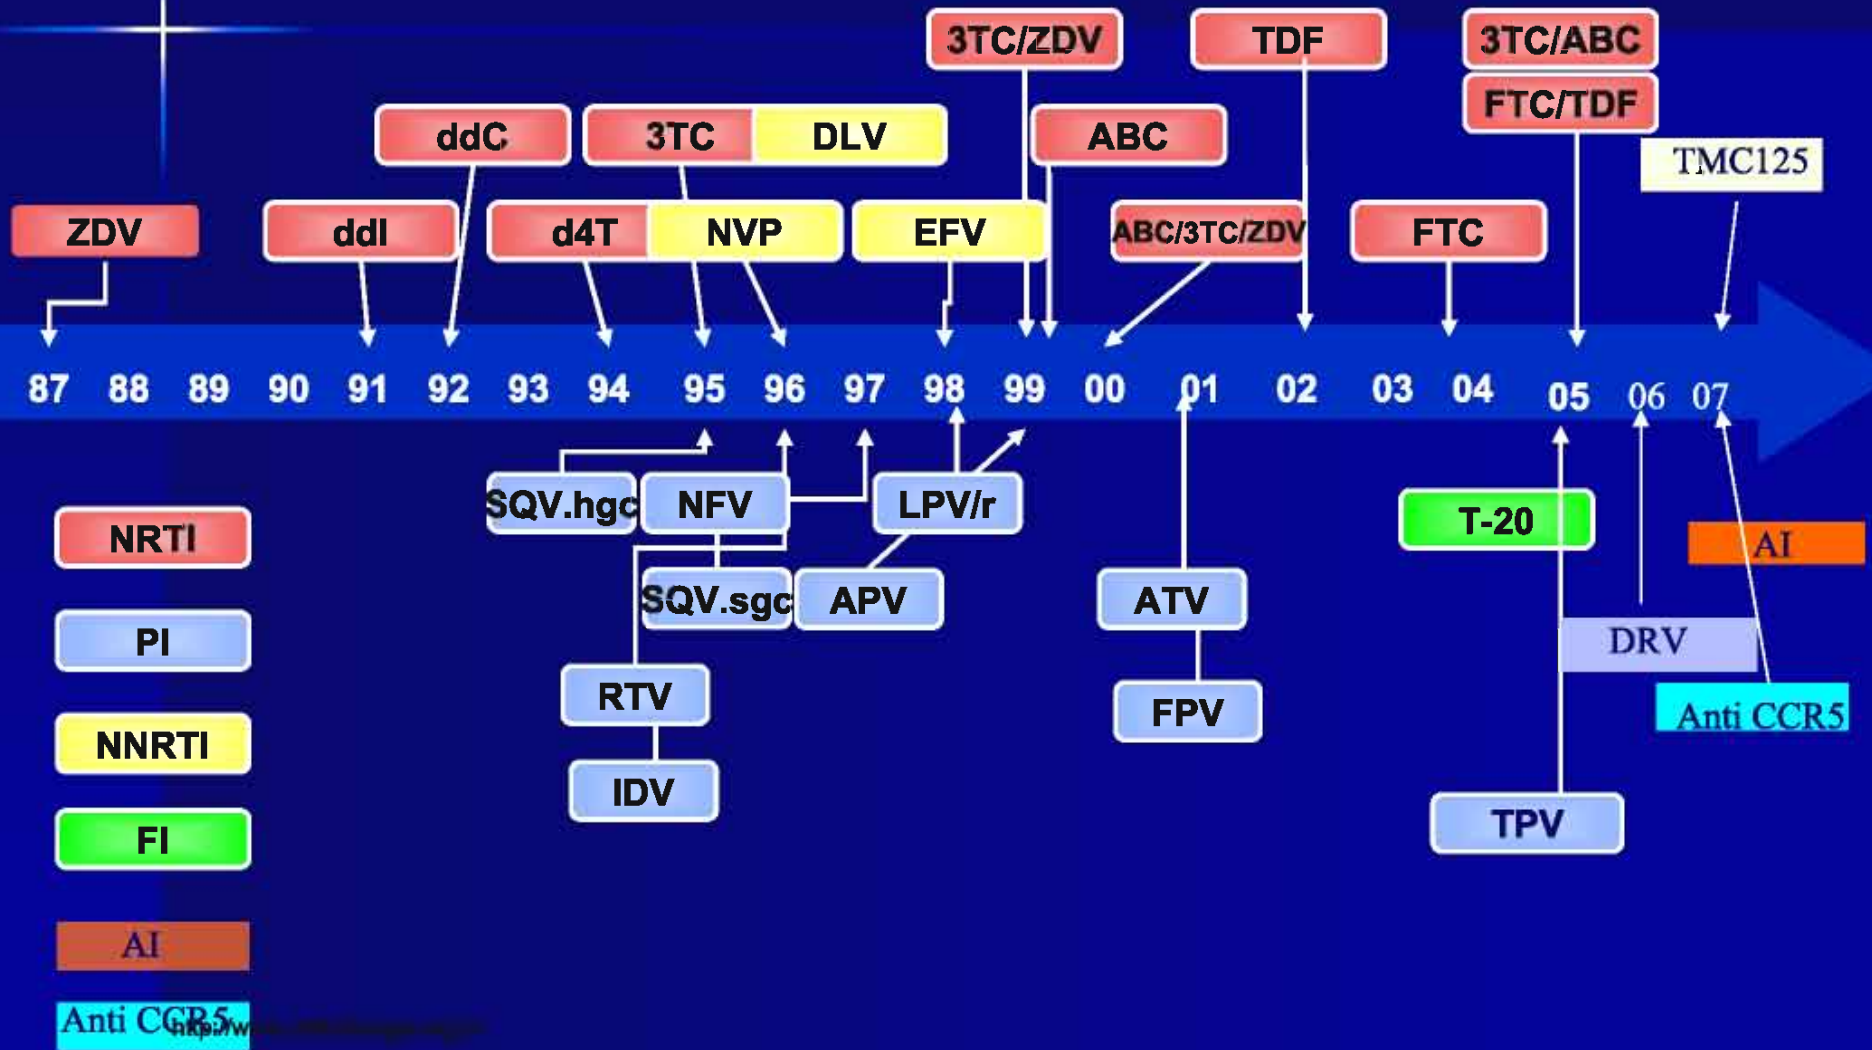 3TC/ZDV
TDF
3TC/ABC
FTC/TDF
ddC
3TC
DLV
ABC
TMC125
ZDV
ddI
d4T
NVP
EFV
ABC/3TC/ZDV
FTC
87 88 89 90 91 92 93 94 95 96 97 98 99 00 01 02 03 04 05 06 07
SQV.hgc
NFV
LPV/r
T-20
NRTI
AI
SQV.sgc
APV
ATV
PI
DRV
RTV
FPV
Anti CCR5
NNRTI
IDV
TPV
FI
AI
Anti CCR5